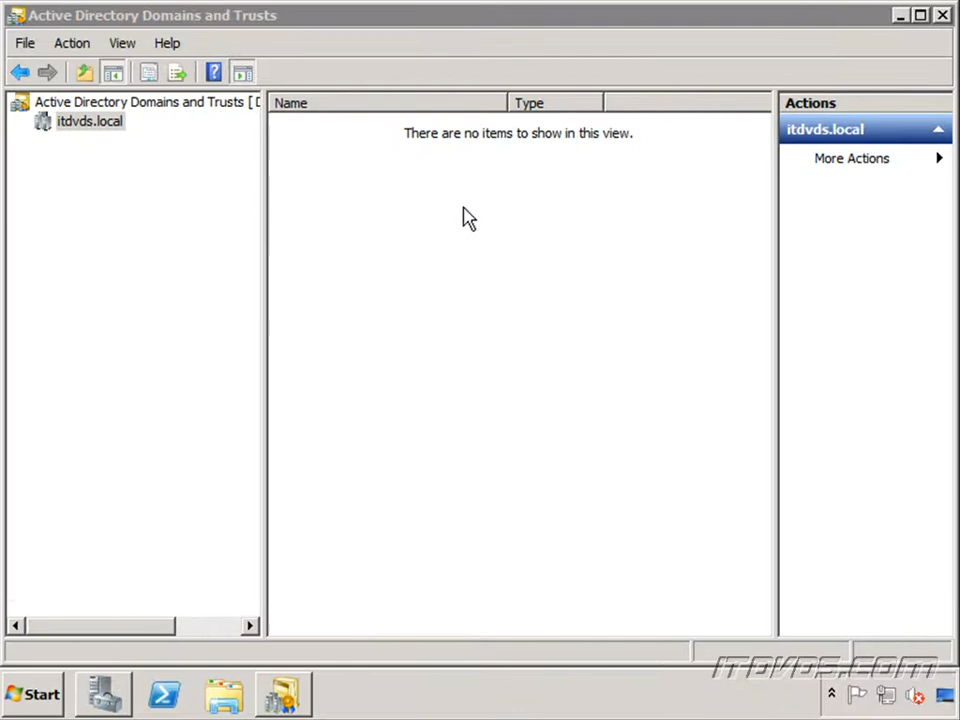 Active Directory Domains and Trusts
File Action View Help
Active Directory Domains and Trusts [ D
itdvds.local
Name Type
There are no items to show in this view.
Actions
itdvds.local
More Actions
ITDVDS.COM
Start